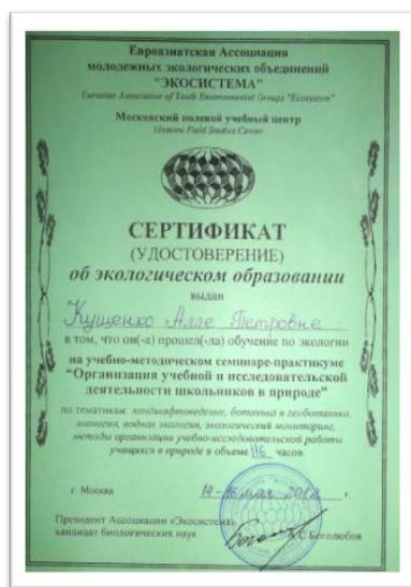 Евроазиатская Ассоциация
молодежных экологических объединений
"ЭКОСИСТЕМА"
Eurasian Association of Youth Environmental Groups "Ecosystem"
Московский полевой учебный центр
Moscow Field Studies Center
СЕРТИФИКАТ
(УДОСТОВЕРЕНИЕ)
об экологическом образовании
выдан
Кущенко Алле Петровне
в том, что он(-а) прошел(-ла) обучение по экологии
на учебно-методическом семинаре-практикуме
"Организация учебной и исследовательской
деятельности школьников в природе"
по тематикам: ландшафтоведение, ботаника и геоботаника,
зоология, водная экология, экологический мониторинг,
методы организации учебно-исследовательской работы
учащихся в природе в объеме 116 часов.
г. Москва
мая г.
Президент Ассоциации «Экосистема»
кандидат биологических наук
А.С. Боголюбов